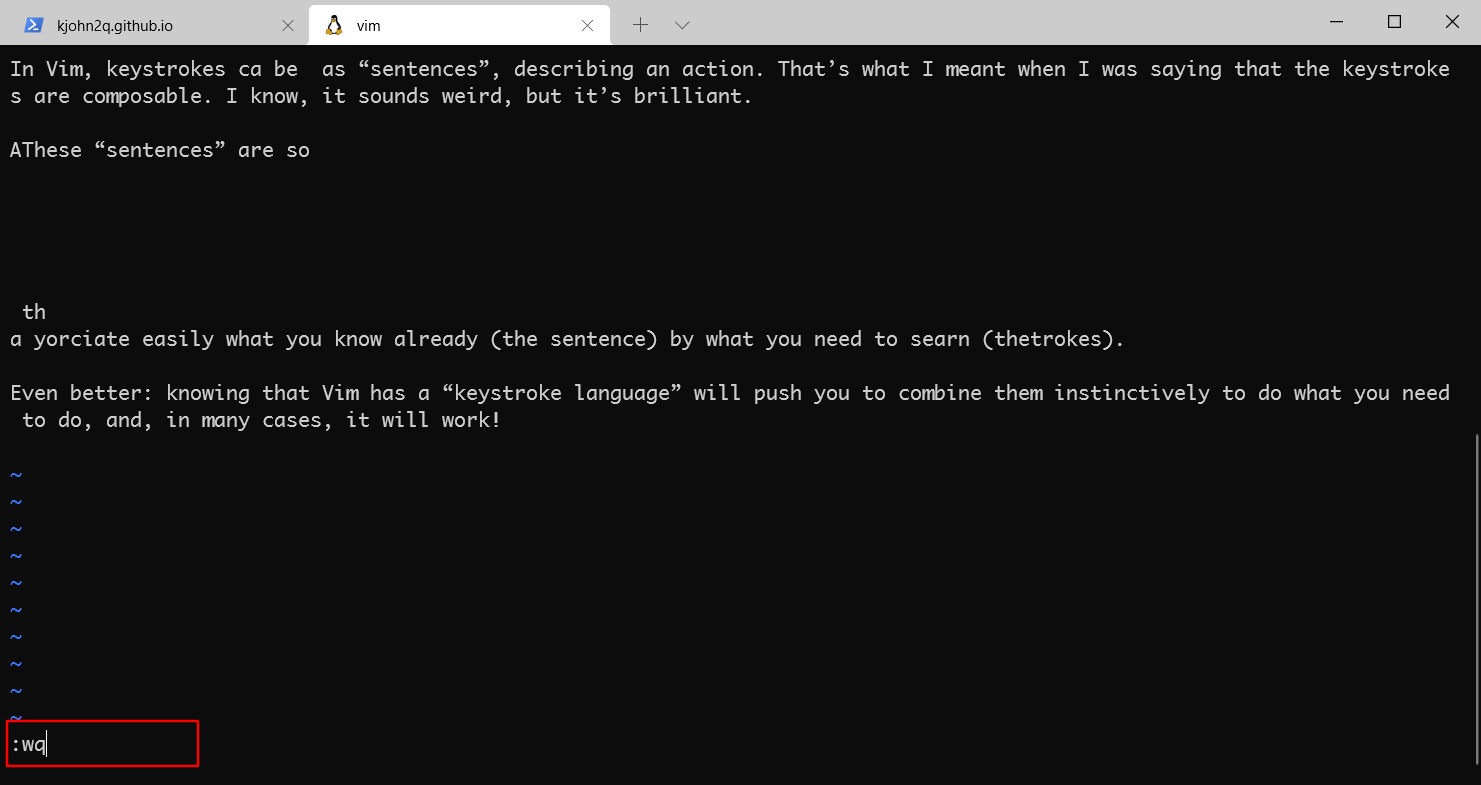 kjohn2q.github.io
vim
In Vim, keystrokes ca be  as “sentences”, describing an action. That’s what I meant when I was saying that the keystroke
s are composable. I know, it sounds weird, but it’s brilliant.
AThese “sentences” are so
th
a yorciate easily what you know already (the sentence) by what you need to searn (thetrokes).
Even better: knowing that Vim has a “keystroke language” will push you to combine them instinctively to do what you need
to do, and, in many cases, it will work!
~
~
~
~
~
~
~
~
~
~
:wq